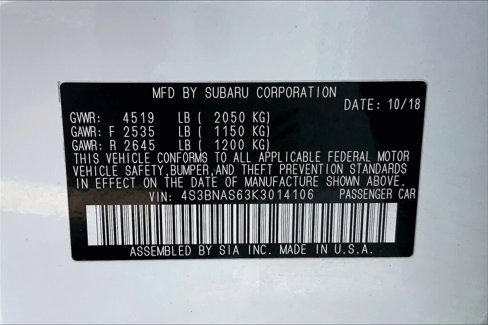 MFD BY SUBARU CORPORATION
DATE: 10/18
GVWR: 4519 LB ( 2050 KG)
GAWR: F 2535 LB ( 1150 KG)
GAWR: R 2645 LB ( 1200 KG)
THIS VEHICLE CONFORMS TO ALL APPLICABLE FEDERAL MOTOR
VEHICLE SAFETY,BUMPER,AND THEFT PREVENTION STANDARDS
IN EFFECT ON THE DATE OF MANUFACTURE SHOWN ABOVE.
VIN: 4S3BNAS63K3014106 PASSENGER CAR
ASSEMBLED BY SIA INC. MADE IN U.S.A.